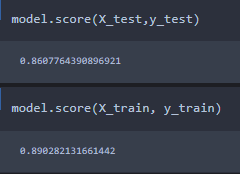 model.score(X_test,y_test)
0.8607764390896921
model.score(X_train, y_train)
0.890282131661442